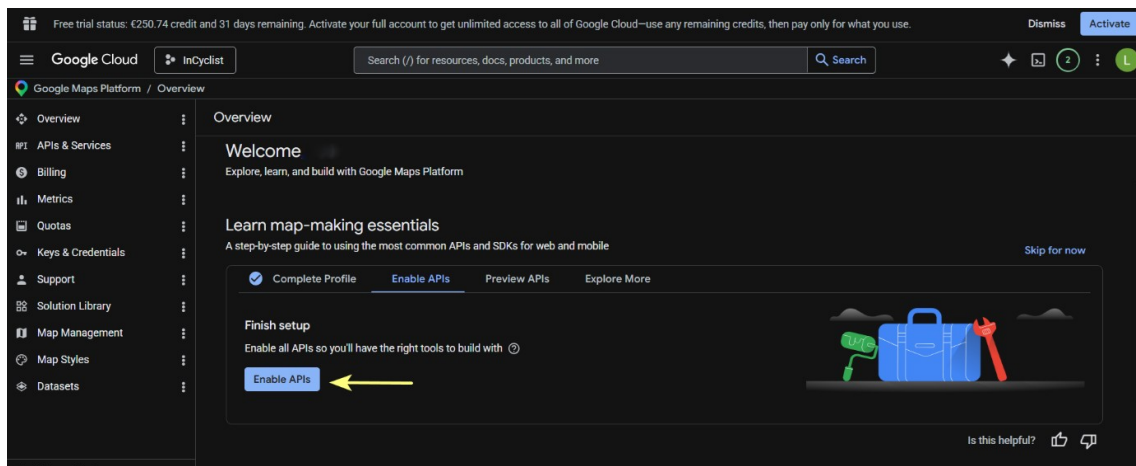 Free trial status: €250.74 credit and 31 days remaining. Activate your full account to get unlimited access to all of Google Cloud—use any remaining credits, then pay only for what you use.
Dismiss
Activate
Google Cloud
InCyclist
Search (/) for resources, docs, products, and more
Search
2
L
Google Maps Platform / Overview
Overview
APIs & Services
Billing
Metrics
Quotas
Keys & Credentials
Support
Solution Library
Map Management
Map Styles
Datasets
Overview
Welcome
Explore, learn, and build with Google Maps Platform
Learn map-making essentials
A step-by-step guide to using the most common APIs and SDKs for web and mobile
Skip for now
Complete Profile
Enable APIs
Preview APIs
Explore More
Finish setup
Enable all APIs so you'll have the right tools to build with
Enable APIs
Is this helpful?